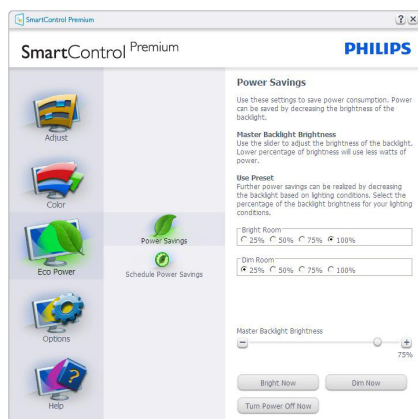 SmartControl Premium
? X
SmartControl Premium
PHILIPS
Adjust
Color
Eco Power
Options
Help
Power Savings
Schedule Power Savings
Power Savings
Use these settings to save power consumption. Power
can be saved by decreasing the brightness of the
backlight.
Master Backlight Brightness
Use the slider to adjust the brightness of the backlight.
Lower percentage of brightness will use less watts of
power.
Use Preset
Further power savings can be realized by decreasing
the backlight based on lighting conditions. Select the
percentage of the backlight brightness for your lighting
conditions.
Bright Room
25% 50% 75% 100%
Dim Room
25% 50% 75% 100%
Master Backlight Brightness
75%
Bright Now Dim Now
Turn Power Off Now